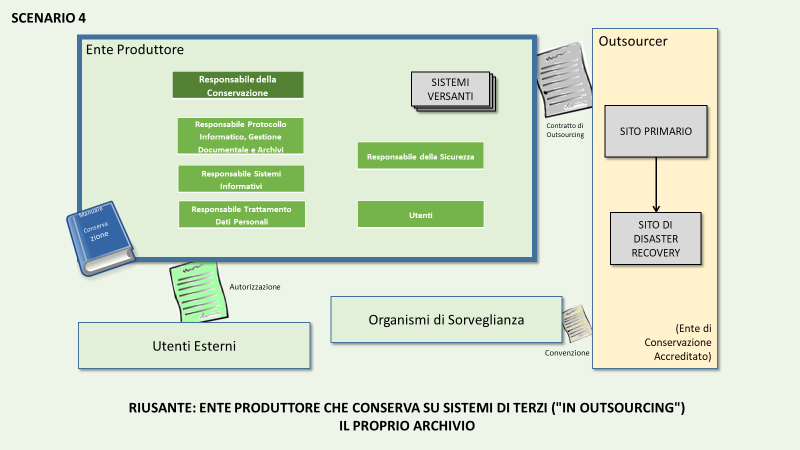 SCENARIO 4
Ente Produttore
Responsabile della
Conservazione
SISTEMI
VERSANTI
Responsabile Protocollo
Informatico, Gestione
Documentale e Archivi
Responsabile della Sicurezza
Responsabile Sistemi
Informativi
Responsabile Trattamento
Dati Personali
Utenti
Manuale
Conserva
zione
Contratto di
Outsourcing
Outsourcer
SITO PRIMARIO
SITO DI
DISASTER
RECOVERY
(Ente di
Conservazione
Accreditato)
Autorizzazione
Utenti Esterni
Organismi di Sorveglianza
Convenzione
RIUSANTE: ENTE PRODUTTORE CHE CONSERVA SU SISTEMI DI TERZI ("IN OUTSOURCING")
IL PROPRIO ARCHIVIO